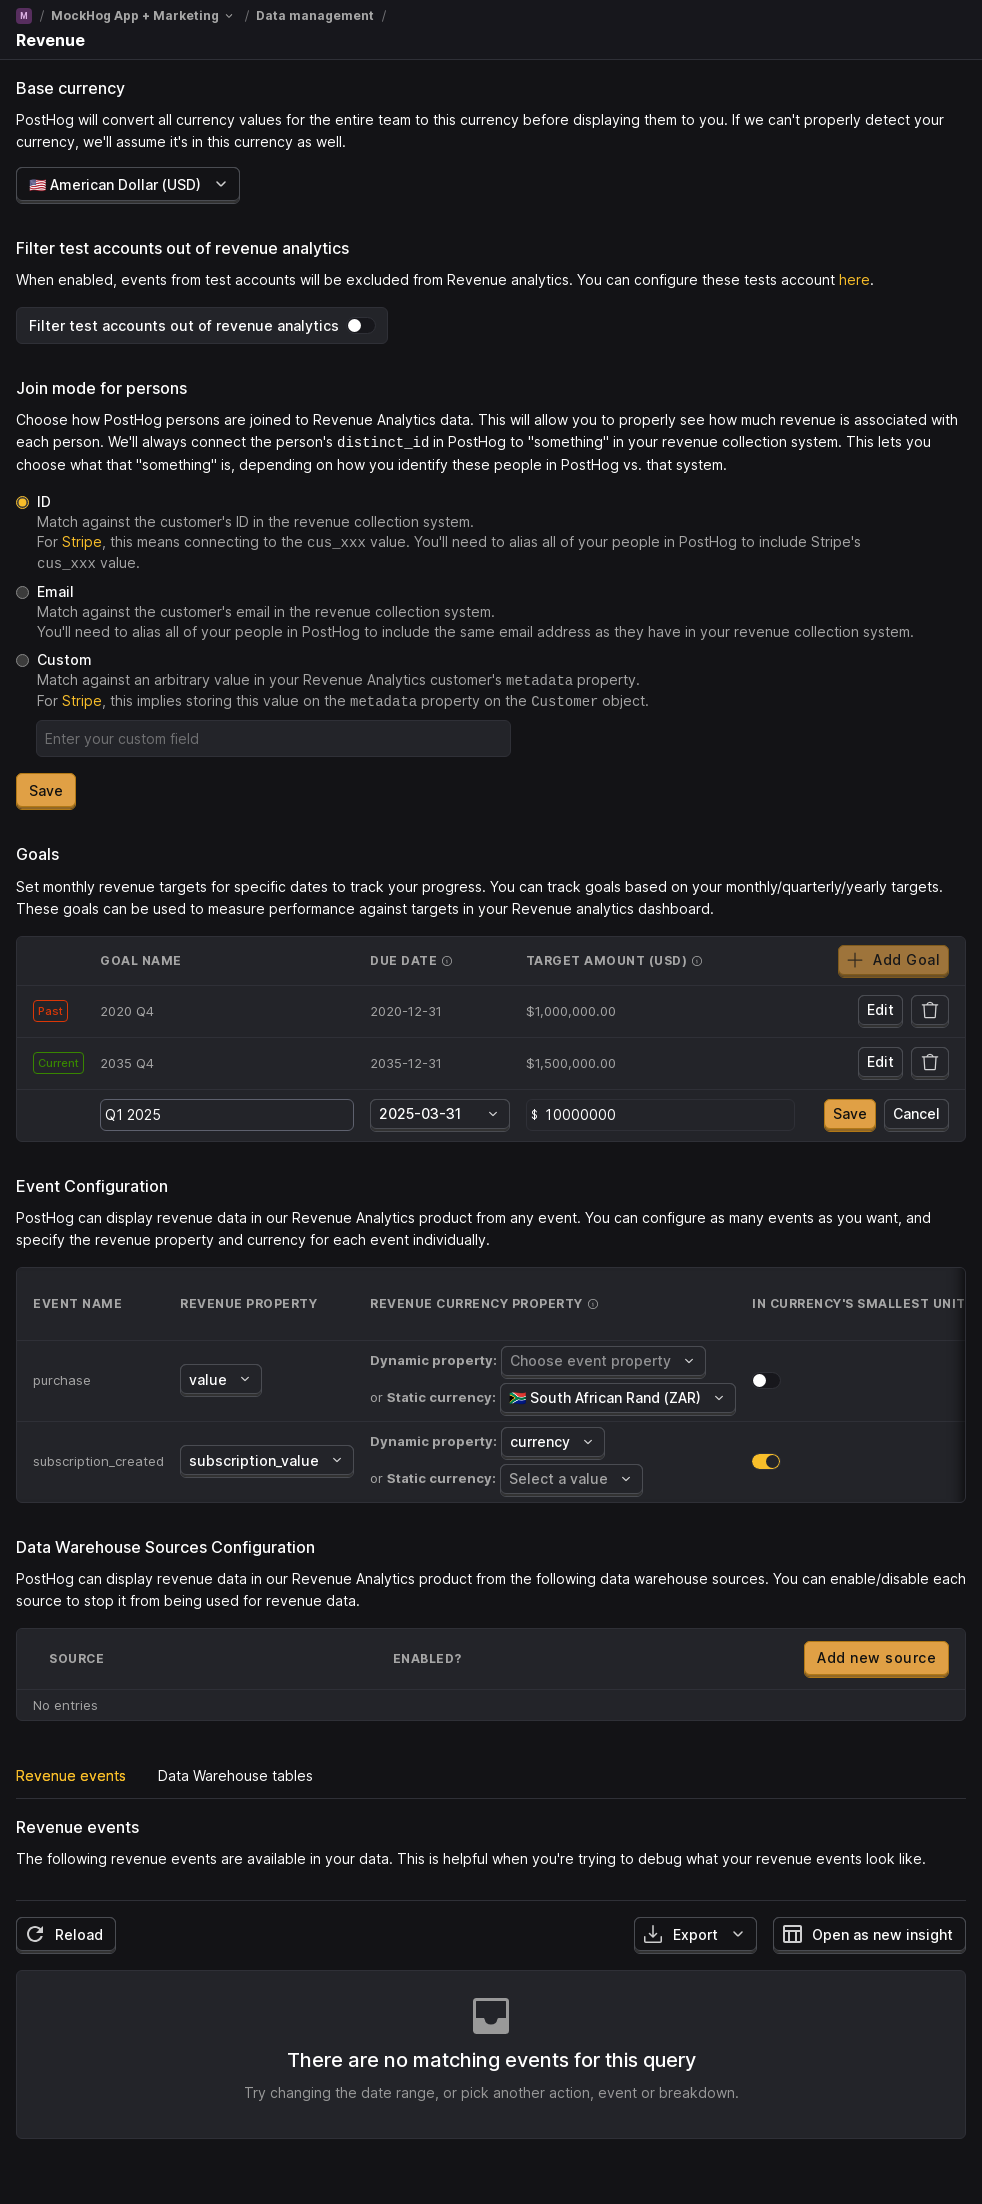 M / MockHog App + Marketing / Data management /
Revenue
Base currency
PostHog will convert all currency values for the entire team to this currency before displaying them to you. If we can't properly detect your
currency, we'll assume it's in this currency as well.
🇺🇸 American Dollar (USD)
Filter test accounts out of revenue analytics
When enabled, events from test accounts will be excluded from Revenue analytics. You can configure these tests account here.
Filter test accounts out of revenue analytics
Join mode for persons
Choose how PostHog persons are joined to Revenue Analytics data. This will allow you to properly see how much revenue is associated with
each person. We'll always connect the person's distinct_id in PostHog to "something" in your revenue collection system. This lets you
choose what that "something" is, depending on how you identify these people in PostHog vs. that system.
ID
Match against the customer's ID in the revenue collection system.
For Stripe, this means connecting to the cus_xxx value. You'll need to alias all of your people in PostHog to include Stripe's
cus_xxx value.
Email
Match against the customer's email in the revenue collection system.
You'll need to alias all of your people in PostHog to include the same email address as they have in your revenue collection system.
Custom
Match against an arbitrary value in your Revenue Analytics customer's metadata property.
For Stripe, this implies storing this value on the metadata property on the Customer object.
Enter your custom field
Save
Goals
Set monthly revenue targets for specific dates to track your progress. You can track goals based on your monthly/quarterly/yearly targets.
These goals can be used to measure performance against targets in your Revenue analytics dashboard.
GOAL NAME DUE DATE TARGET AMOUNT (USD) Add Goal
Past 2020 Q4 2020-12-31 $1,000,000.00 Edit
Current 2035 Q4 2035-12-31 $1,500,000.00 Edit
Q1 2025 2025-03-31 $ 10000000 Save Cancel
Event Configuration
PostHog can display revenue data in our Revenue Analytics product from any event. You can configure as many events as you want, and
specify the revenue property and currency for each event individually.
EVENT NAME REVENUE PROPERTY REVENUE CURRENCY PROPERTY IN CURRENCY'S SMALLEST UNIT
Dynamic property: Choose event property
purchase value
or Static currency: 🇿🇦 South African Rand (ZAR)
Dynamic property: currency
subscription_created subscription_value
or Static currency: Select a value
Data Warehouse Sources Configuration
PostHog can display revenue data in our Revenue Analytics product from the following data warehouse sources. You can enable/disable each
source to stop it from being used for revenue data.
SOURCE ENABLED? Add new source
No entries
Revenue events Data Warehouse tables
Revenue events
The following revenue events are available in your data. This is helpful when you're trying to debug what your revenue events look like.
Reload Export Open as new insight
There are no matching events for this query
Try changing the date range, or pick another action, event or breakdown.